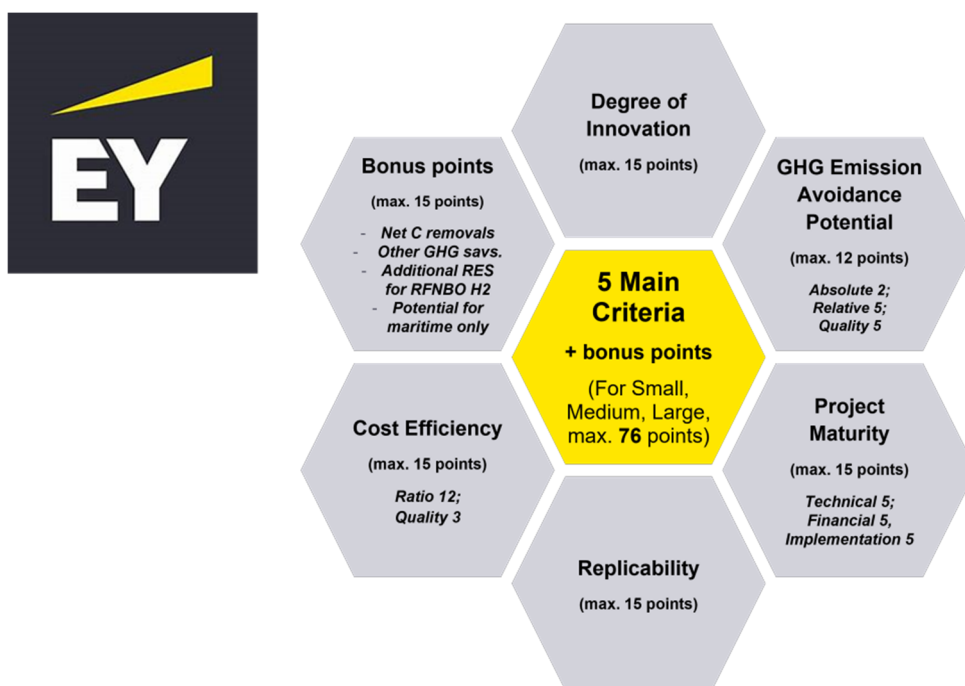 EY
Degree of
Innovation
(max. 15 points)
Bonus points
(max. 15 points)
- Net C removals
- Other GHG savs.
- Additional RES
for RFNBO H2
- Potential for
maritime only
GHG Emission
Avoidance
Potential
(max. 12 points)
Absolute 2;
Relative 5;
Quality 5
5 Main
Criteria
+ bonus points
(For Small,
Medium, Large,
max. 76 points)
Cost Efficiency
(max. 15 points)
Ratio 12;
Quality 3
Project
Maturity
(max. 15 points)
Technical 5;
Financial 5,
Implementation 5
Replicability
(max. 15 points)